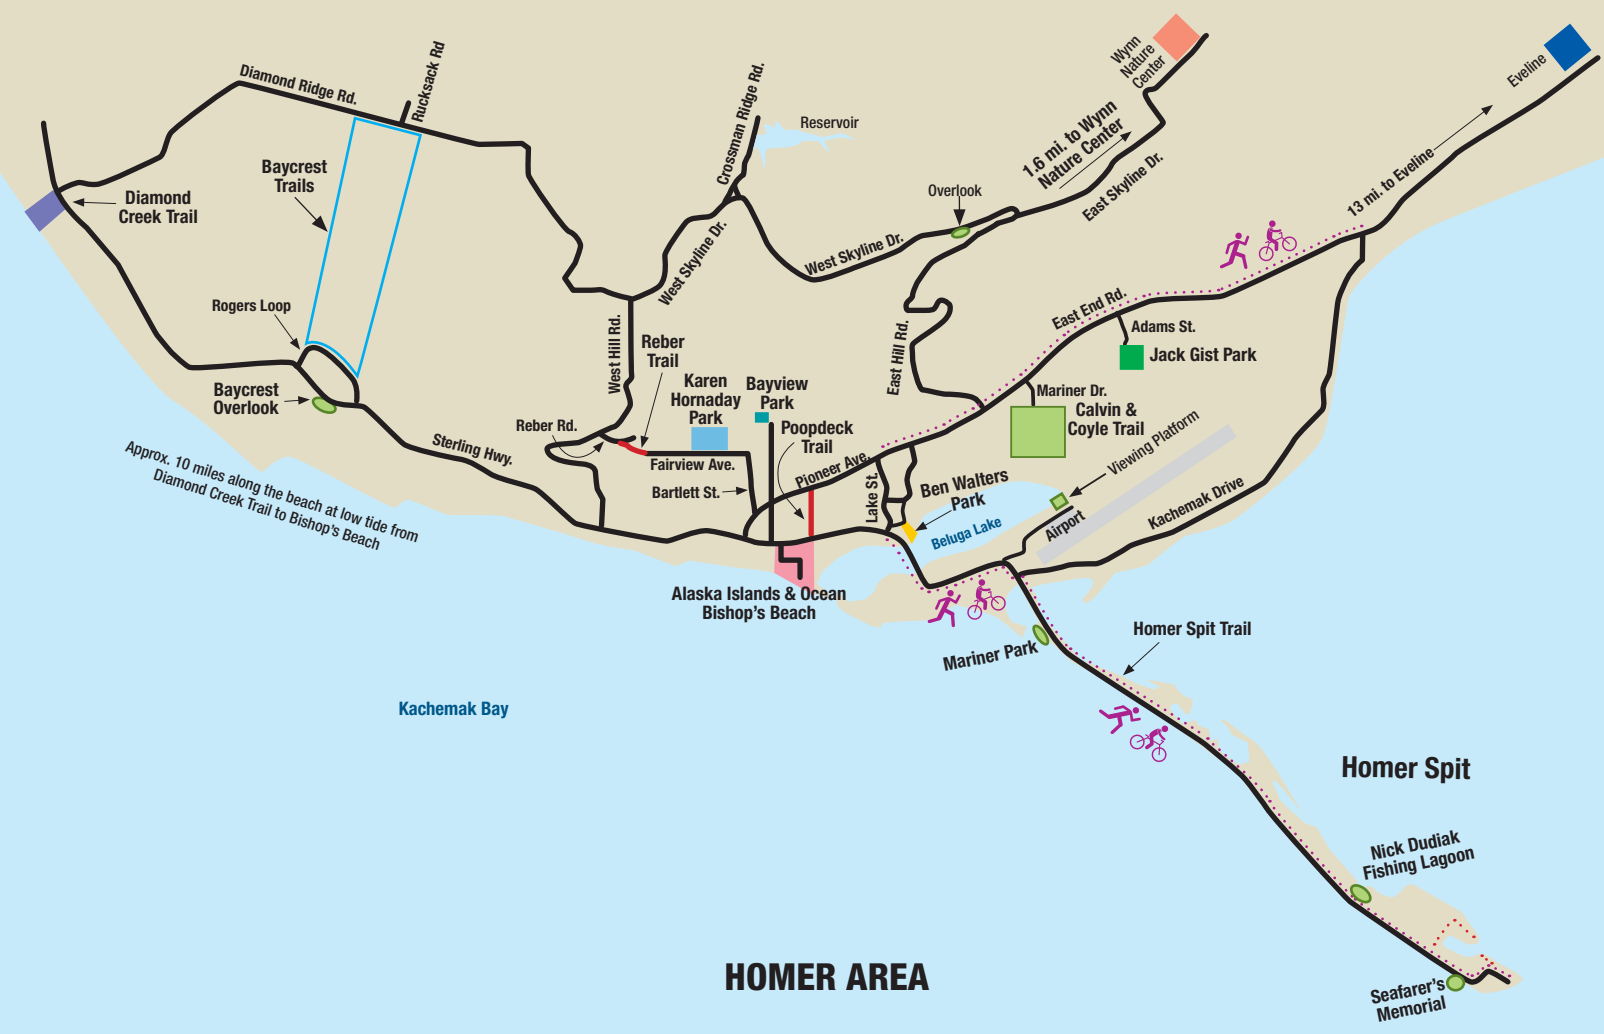 Wynn
Nature
Center
Eveline
Diamond Ridge Rd.
Rucksack Rd
Crossman Ridge Rd.
Reservoir
1.6 mi. to Wynn
Nature Center
East Skyline Dr.
13 mi. to Eveline
Baycrest
Trails
Diamond
Creek Trail
Overlook
West Skyline Dr.
West Skyline Dr.
Rogers Loop
West Hill Rd.
Reber
Trail
East Hill Rd.
East End Rd.
Adams St.
Jack Gist Park
Baycrest
Overlook
Karen
Hornaday
Park
Bayview
Park
Mariner Dr.
Calvin &
Coyle Trail
Reber Rd.
Poopdeck
Trail
Sterling Hwy.
Fairview Ave.
Bartlett St.
Pioneer Ave.
Lake St.
Ben Walters
Park
Viewing Platform
Approx. 10 miles along the beach at low tide from
Diamond Creek Trail to Bishop's Beach
Beluga Lake
Airport
Kachemak Drive
Alaska Islands & Ocean
Bishop's Beach
Mariner Park
Homer Spit Trail
Kachemak Bay
Homer Spit
Nick Dudiak
Fishing Lagoon
HOMER AREA
Seafarer's
Memorial